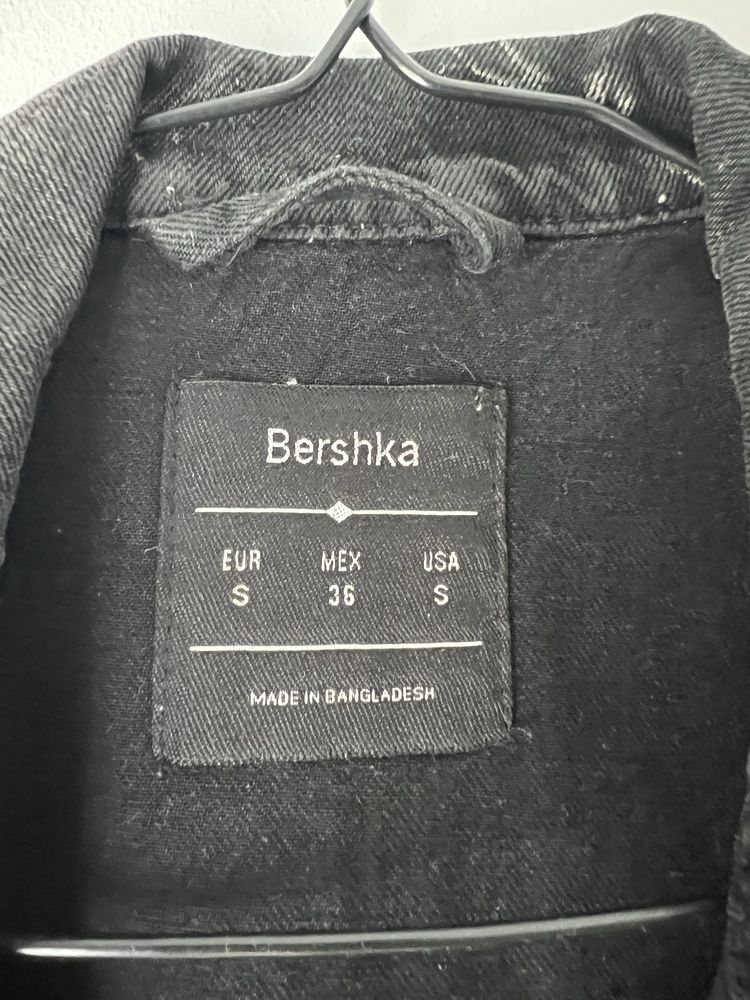 Bershka
EUR MEX USA
S 36 S
MADE IN BANGLADESH